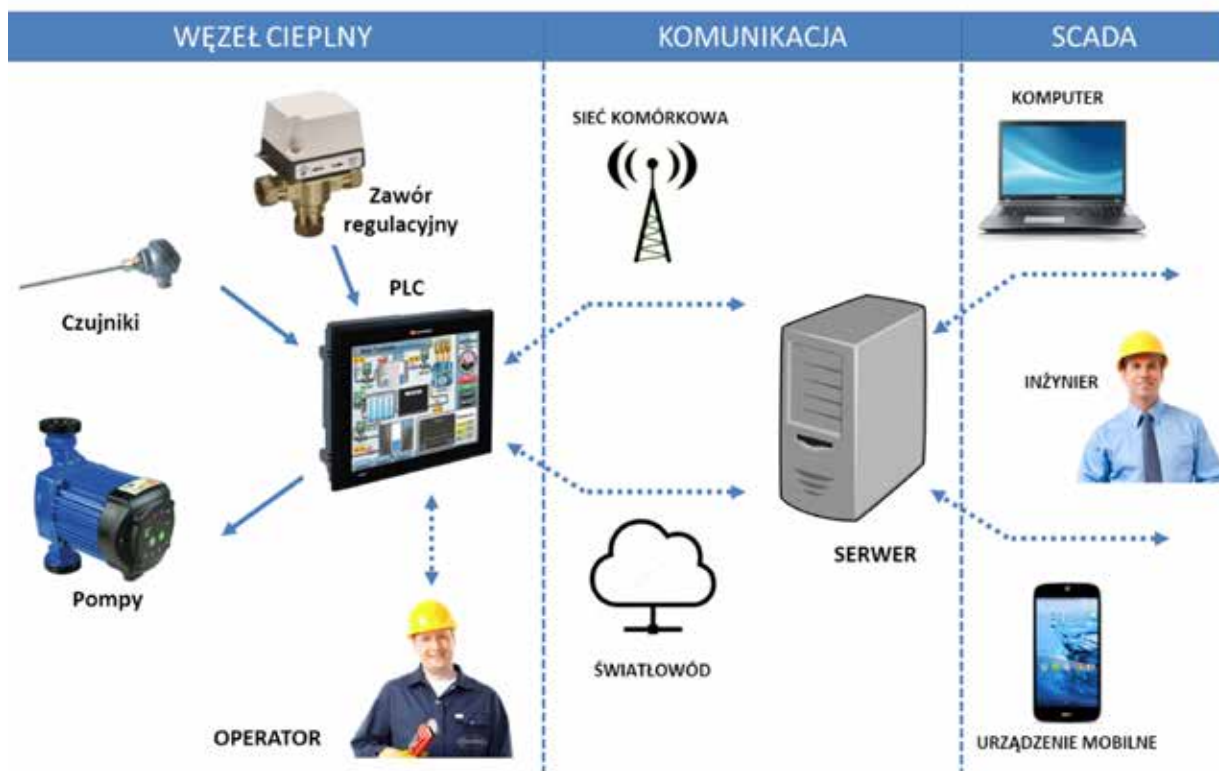 WĘZEŁ CIEPLNY
KOMUNIKACJA
SCADA
Zawór
regulacyjny
Czujniki
PLC
Pompy
OPERATOR
SIEĆ KOMÓRKOWA
SERWER
ŚWIATŁOWÓD
KOMPUTER
INŻYNIER
URZĄDZENIE MOBILNE